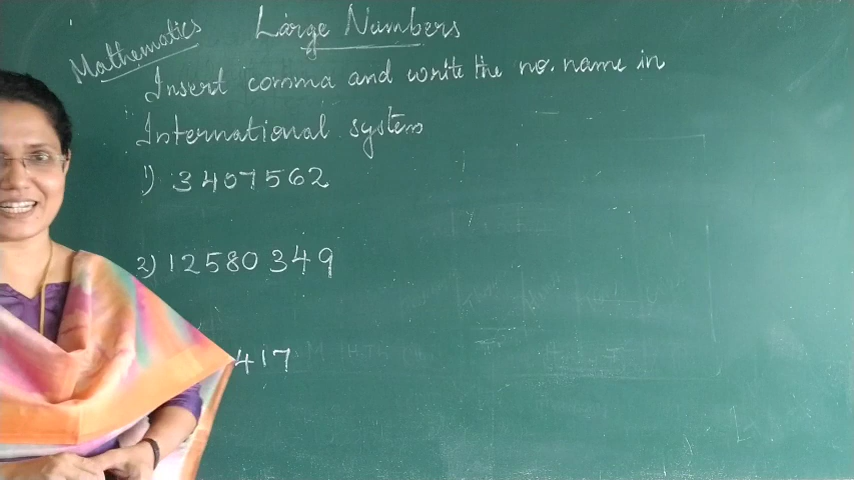 Mathematics
Large Numbers
Insert comma and write the no. name in
International system
1) 3407562
2) 12580349
417